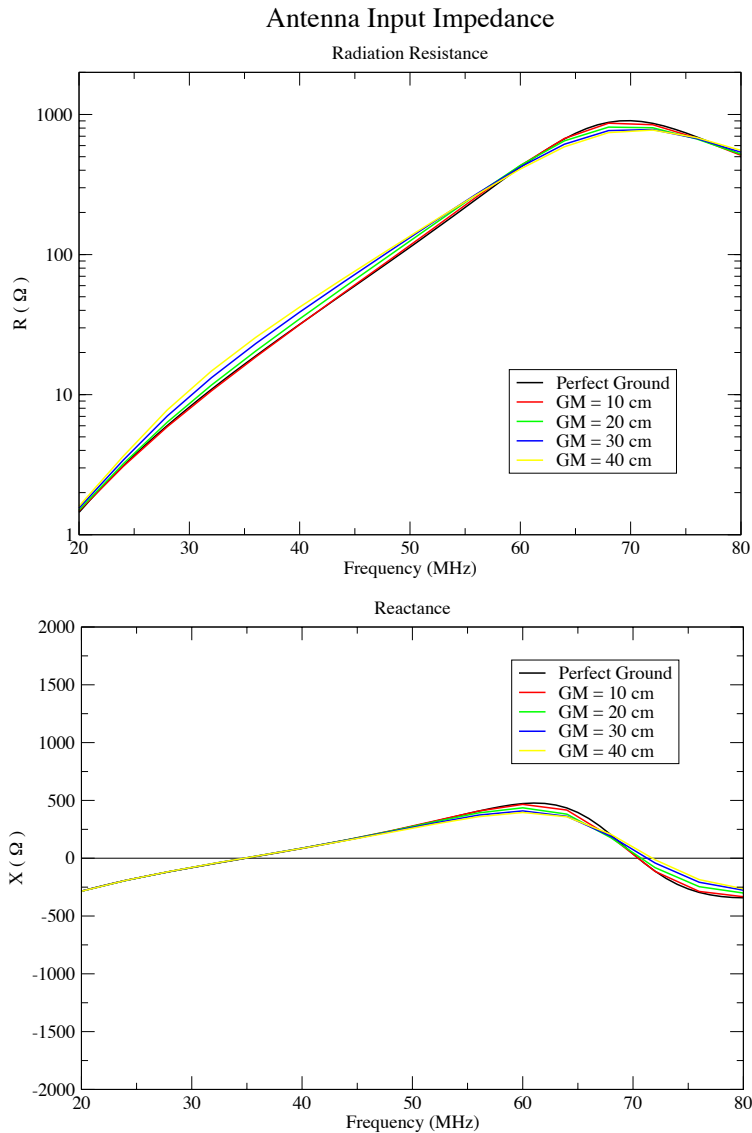 Antenna Input Impedance
Radiation Resistance
1000
100
10
1
R ( Ω )
Perfect Ground
GM = 10 cm
GM = 20 cm
GM = 30 cm
GM = 40 cm
20 30 40 50 60 70 80
Frequency (MHz)
Reactance
2000
1500
1000
500
0
-500
-1000
-1500
-2000
X ( Ω )
Perfect Ground
GM = 10 cm
GM = 20 cm
GM = 30 cm
GM = 40 cm
20 30 40 50 60 70 80
Frequency (MHz)